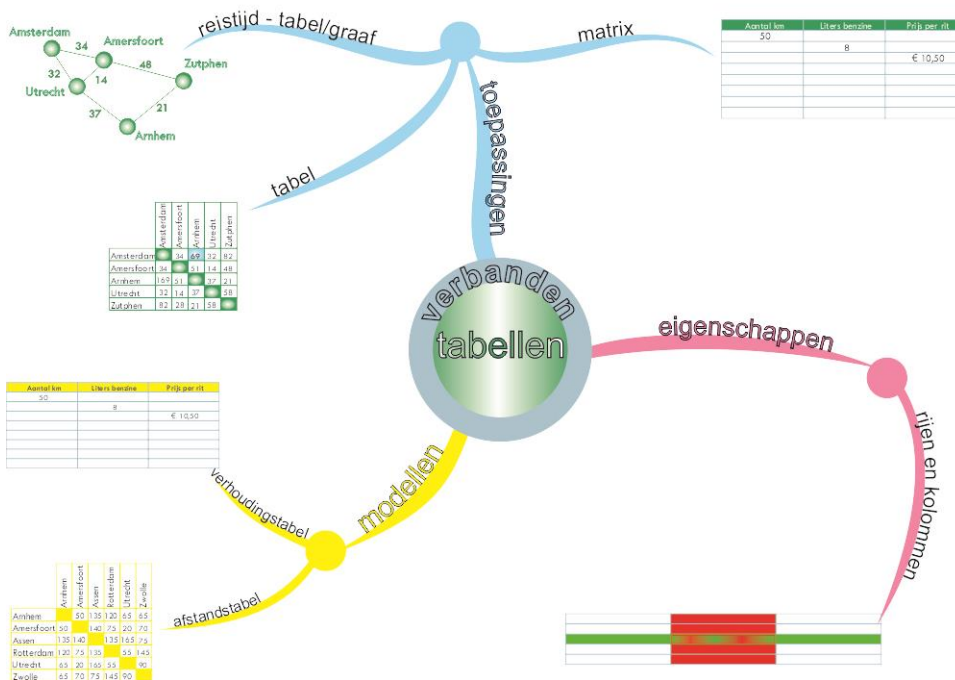 reistijd - tabel/graaf
matrix
toepassingen
tabel
Amsterdam
34
Amersfoort
32
14
48
Zutphen
Utrecht
37
21
Arnhem
Aantal km Liters benzine Prijs per rit
50
8
€ 10,50
Amsterdam Amersfoort Arnhem Utrecht Zutphen
Amsterdam 34 69 32 82
Amersfoort 34 51 14 48
Arnhem 169 51 37 21
Utrecht 32 14 37 58
Zutphen 82 28 21 58
verbanden
tabellen
eigenschappen
rijen en kolommen
modellen
verhoudingstabel
afstandstabel
Aantal km Liters benzine Prijs per rit
50
8
€ 10,50
Arnhem Amersfoort Assen Rotterdam Utrecht Zwolle
Arnhem 50 135 120 65 65
Amersfoort 50 140 75 20 70
Assen 135 140 135 165 75
Rotterdam 120 75 135 55 145
Utrecht 65 20 165 55 90
Zwolle 65 70 75 145 90